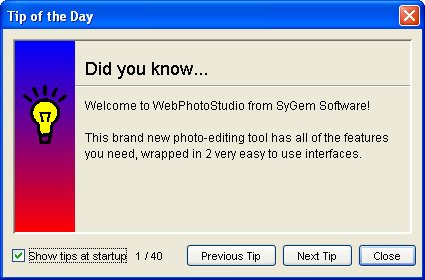 Tip of the Day
Did you know...
Welcome to WebPhotoStudio from SyGem Software!
This brand new photo-editing tool has all of the features
you need, wrapped in 2 very easy to use interfaces.
Show tips at startup 1 / 40 Previous Tip Next Tip Close